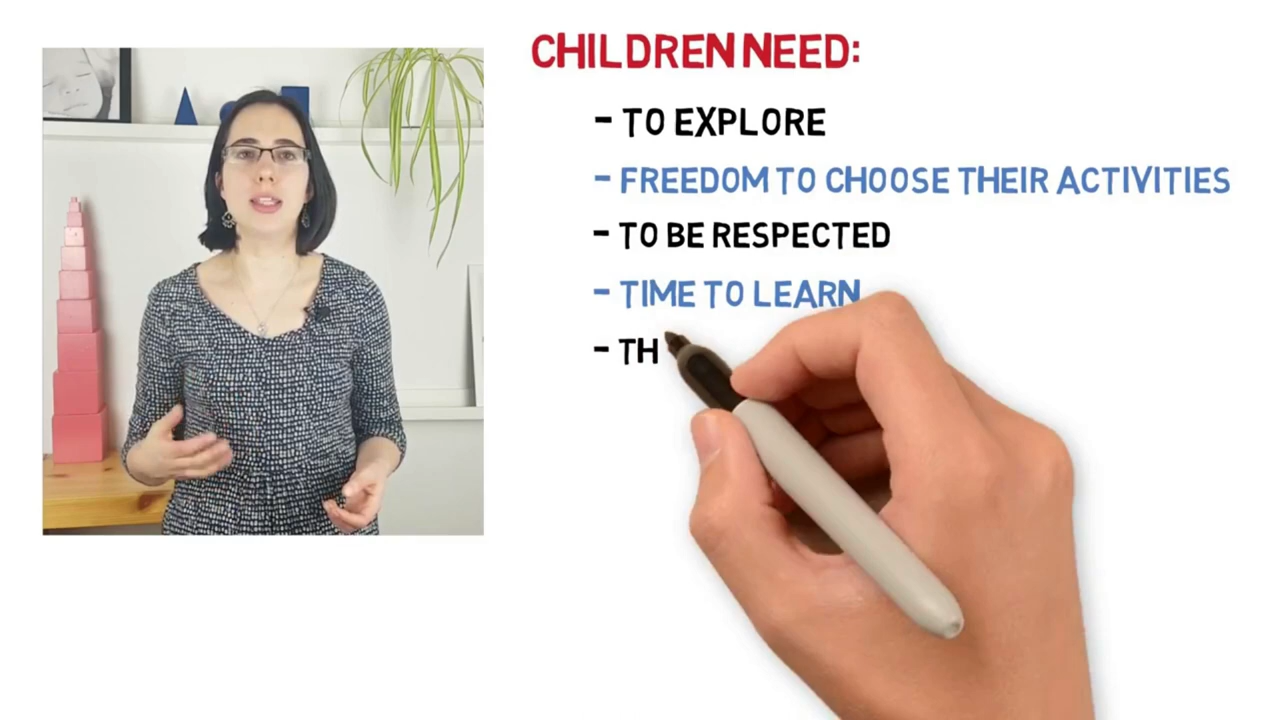 CHILDREN NEED:
- TO EXPLORE
- FREEDOM TO CHOOSE THEIR ACTIVITIES
- TO BE RESPECTED
- TIME TO LEARN
- TH